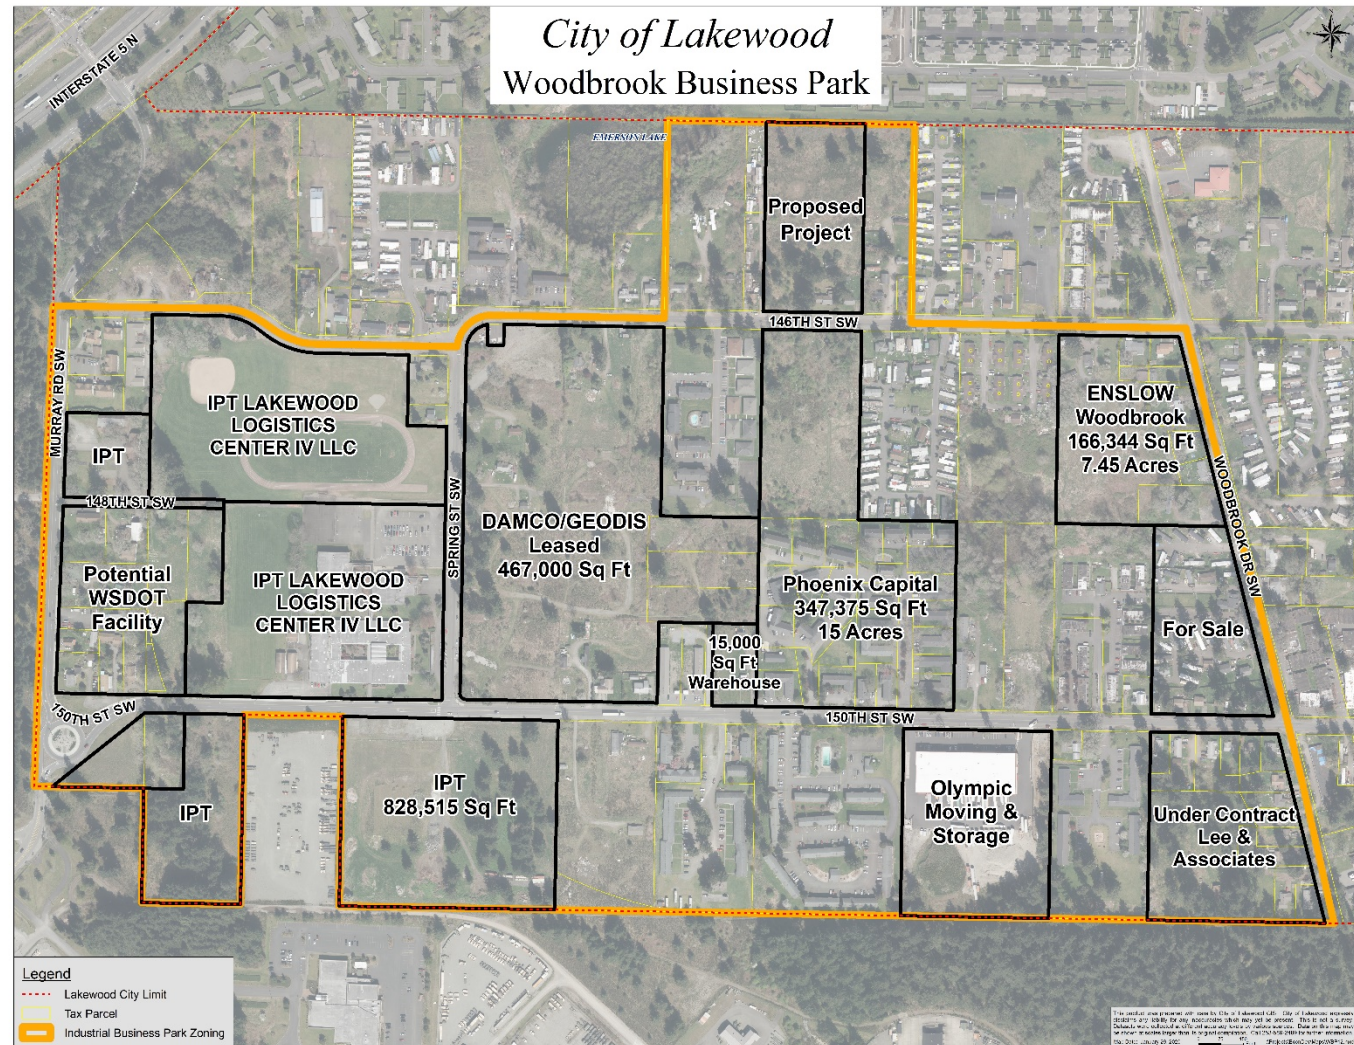 City of Lakewood
Woodbrook Business Park
INTERSTATE 5 N
EMERSON LAKE
Proposed
Project
146TH ST SW
MURRAY RD SW
IPT LAKEWOOD
LOGISTICS
CENTER IV LLC
IPT
148TH ST SW
SPRING ST SW
ENSLOW
Woodbrook
166,344 Sq Ft
7.45 Acres
WOODBROOK DR SW
DAMCO/GEODIS
Leased
467,000 Sq Ft
Potential
WSDOT
Facility
IPT LAKEWOOD
LOGISTICS
CENTER IV LLC
Phoenix Capital
347,375 Sq Ft
15 Acres
15,000
Sq Ft
Warehouse
For Sale
150TH ST SW
150TH ST SW
IPT
IPT
828,515 Sq Ft
Olympic
Moving &
Storage
Under Contract
Lee &
Associates
Legend
Lakewood City Limit
Tax Parcel
Industrial Business Park Zoning